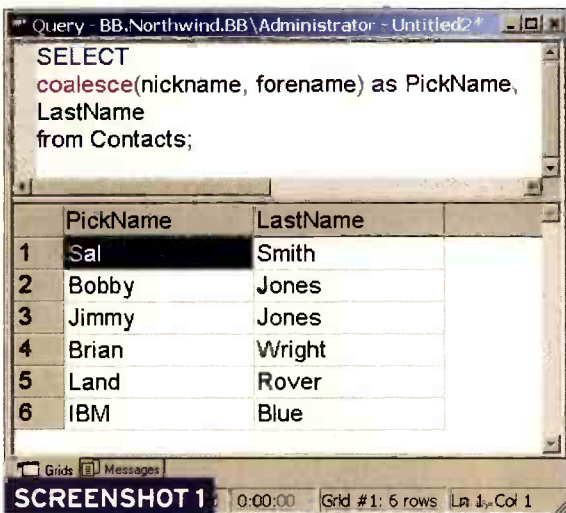 Query - BB.Northwind.BB\Administrator - Untitled2*
SELECT
coalesce(nickname, forename) as PickName,
LastName
from Contacts;
PickName LastName
1 Sal Smith
2 Bobby Jones
3 Jimmy Jones
4 Brian Wright
5 Land Rover
6 IBM Blue
Grids Messages
SCREENSHOT 1 0:00:00 Grid #1: 6 rows Ln 1, Col 1